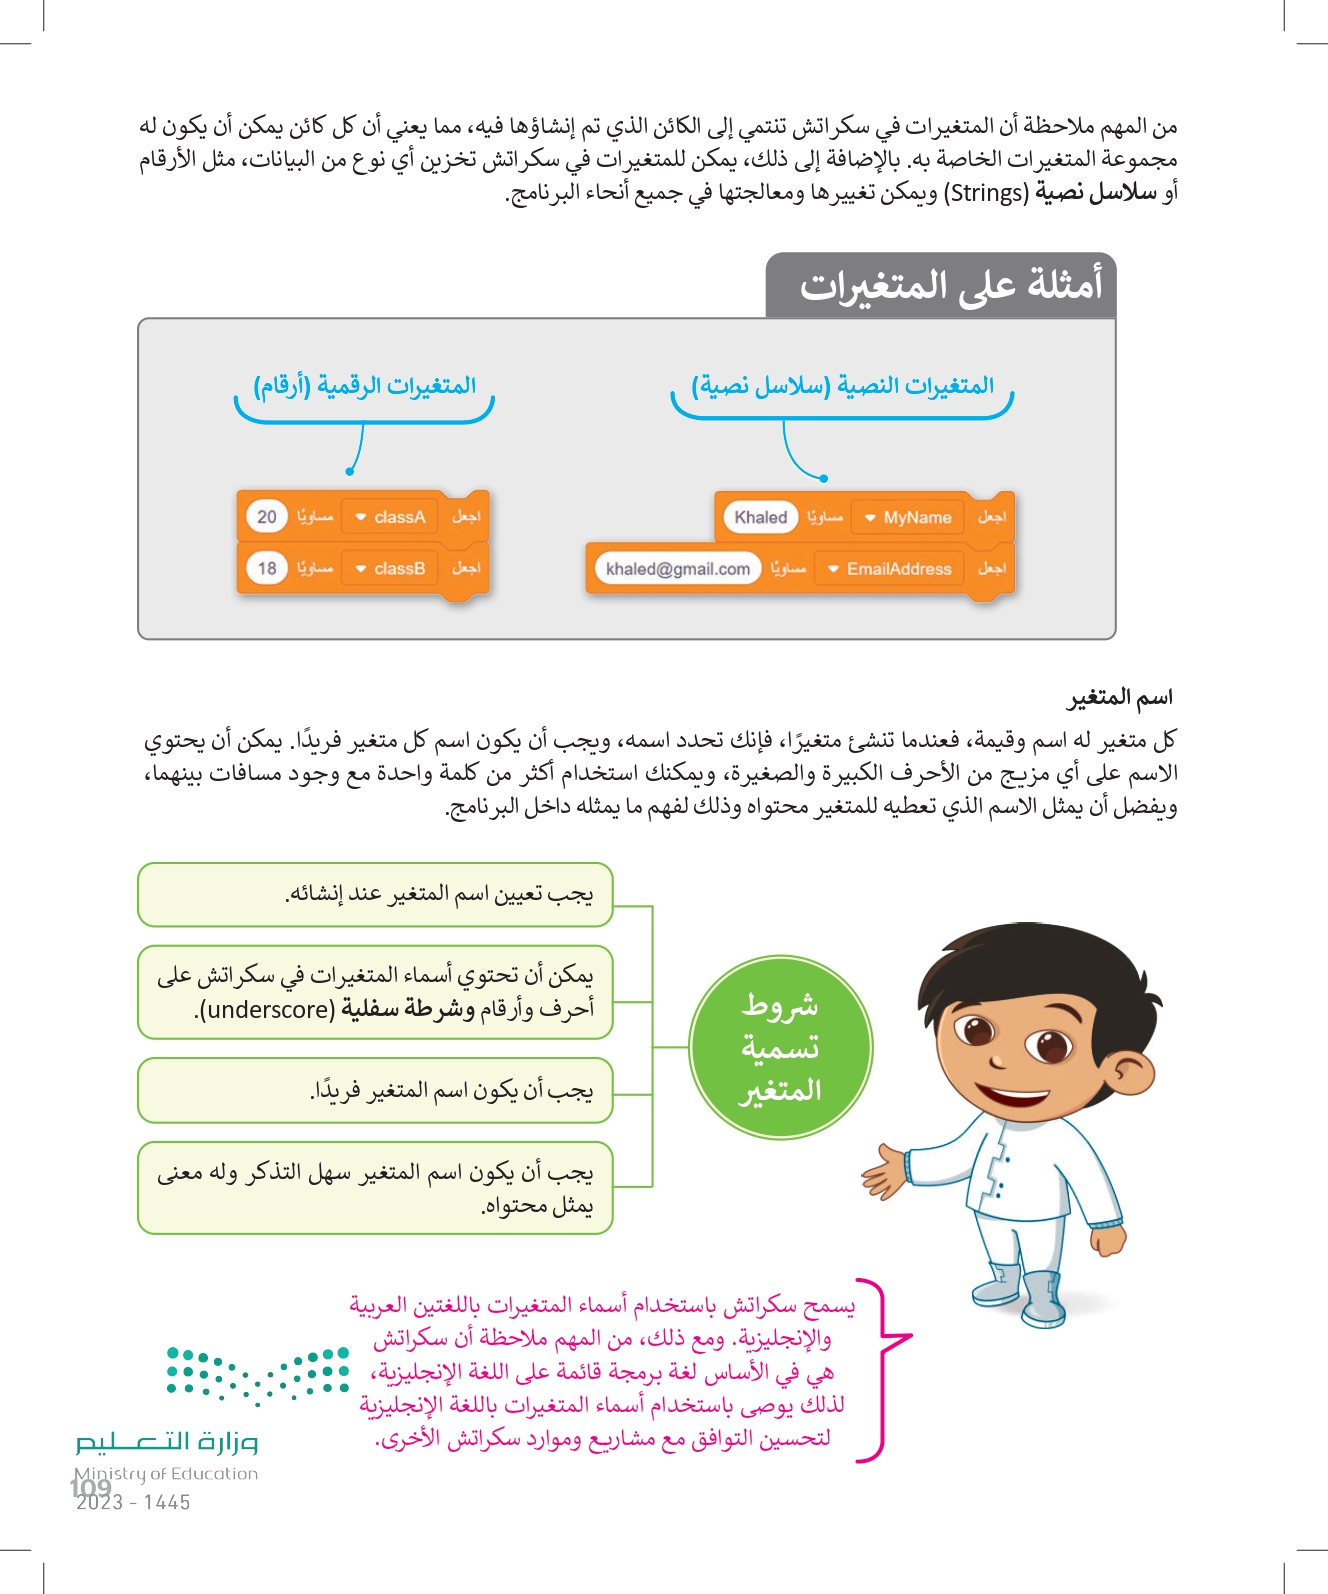 من المهم ملاحظة أن المتغيرات في سكراتش تنتمي إلى الكائن الذي تم إنشاؤها فيه، مما يعني أن كل كائن يمكن أن يكون له
مجموعة المتغيرات الخاصة به. بالإضافة إلى ذلك، يمكن للمتغيرات في سكراتش تخزين أي نوع من البيانات، مثل الأرقام
أو سلاسل نصية (Strings) ويمكن تغييرها ومعالجتها في جميع أنحاء البرنامج.
أمثلة على المتغيرات
المتغيرات النصية (سلاسل نصية)
اجعل MyName مساويًا Khaled
اجعل EmailAddress مساويًا khaled@gmail.com
المتغيرات الرقمية (أرقام)
اجعل classA مساويًا 20
اجعل classB مساويًا 18
اسم المتغير
كل متغير له اسم وقيمة، فعندما تنشئ متغيرًا، فإنك تحدد اسمه، ويجب أن يكون اسم كل متغير فريدًا. يمكن أن يحتوي
الاسم على أي مزيج من الأحرف الكبيرة والصغيرة، ويمكنك استخدام أكثر من كلمة واحدة مع وجود مسافات بينهما،
ويفضل أن يمثل الاسم الذي تعطيه للمتغير محتواه وذلك لفهم ما يمثله داخل البرنامج.
شروط
تسمية
المتغير
يجب تعيين اسم المتغير عند إنشائه.
يمكن أن تحتوي أسماء المتغيرات في سكراتش على
أحرف وأرقام وشرطة سفلية (underscore).
يجب أن يكون اسم المتغير فريدًا.
يجب أن يكون اسم المتغير سهل التذكر وله معنى
يمثل محتواه.
يسمح سكراتش باستخدام أسماء المتغيرات باللغتين العربية
والإنجليزية. ومع ذلك، من المهم ملاحظة أن سكراتش
هي في الأساس لغة برمجة قائمة على اللغة الإنجليزية،
لذلك يوصى باستخدام أسماء المتغيرات باللغة الإنجليزية
لتحسين التوافق مع مشاريع وموارد سكراتش الأخرى.
وزارة التعليم
Ministry of Education
109
2023 - 1445